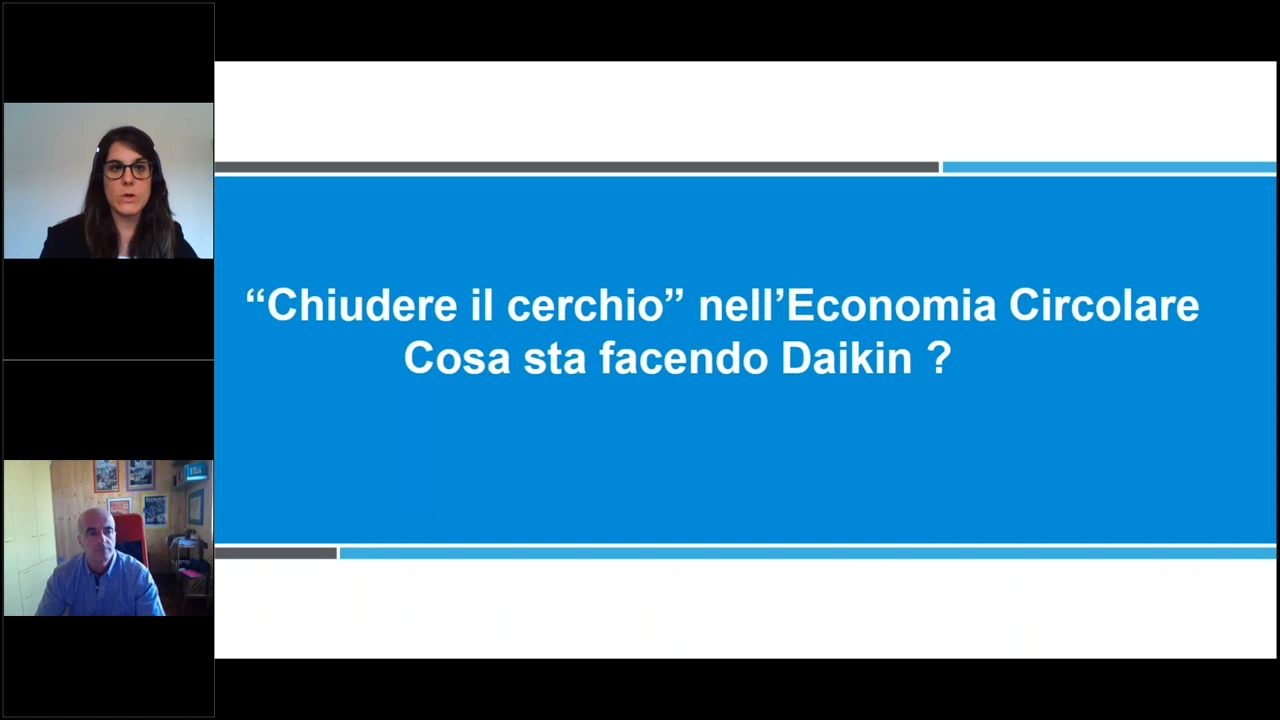 “Chiudere il cerchio” nell’Economia Circolare
Cosa sta facendo Daikin ?